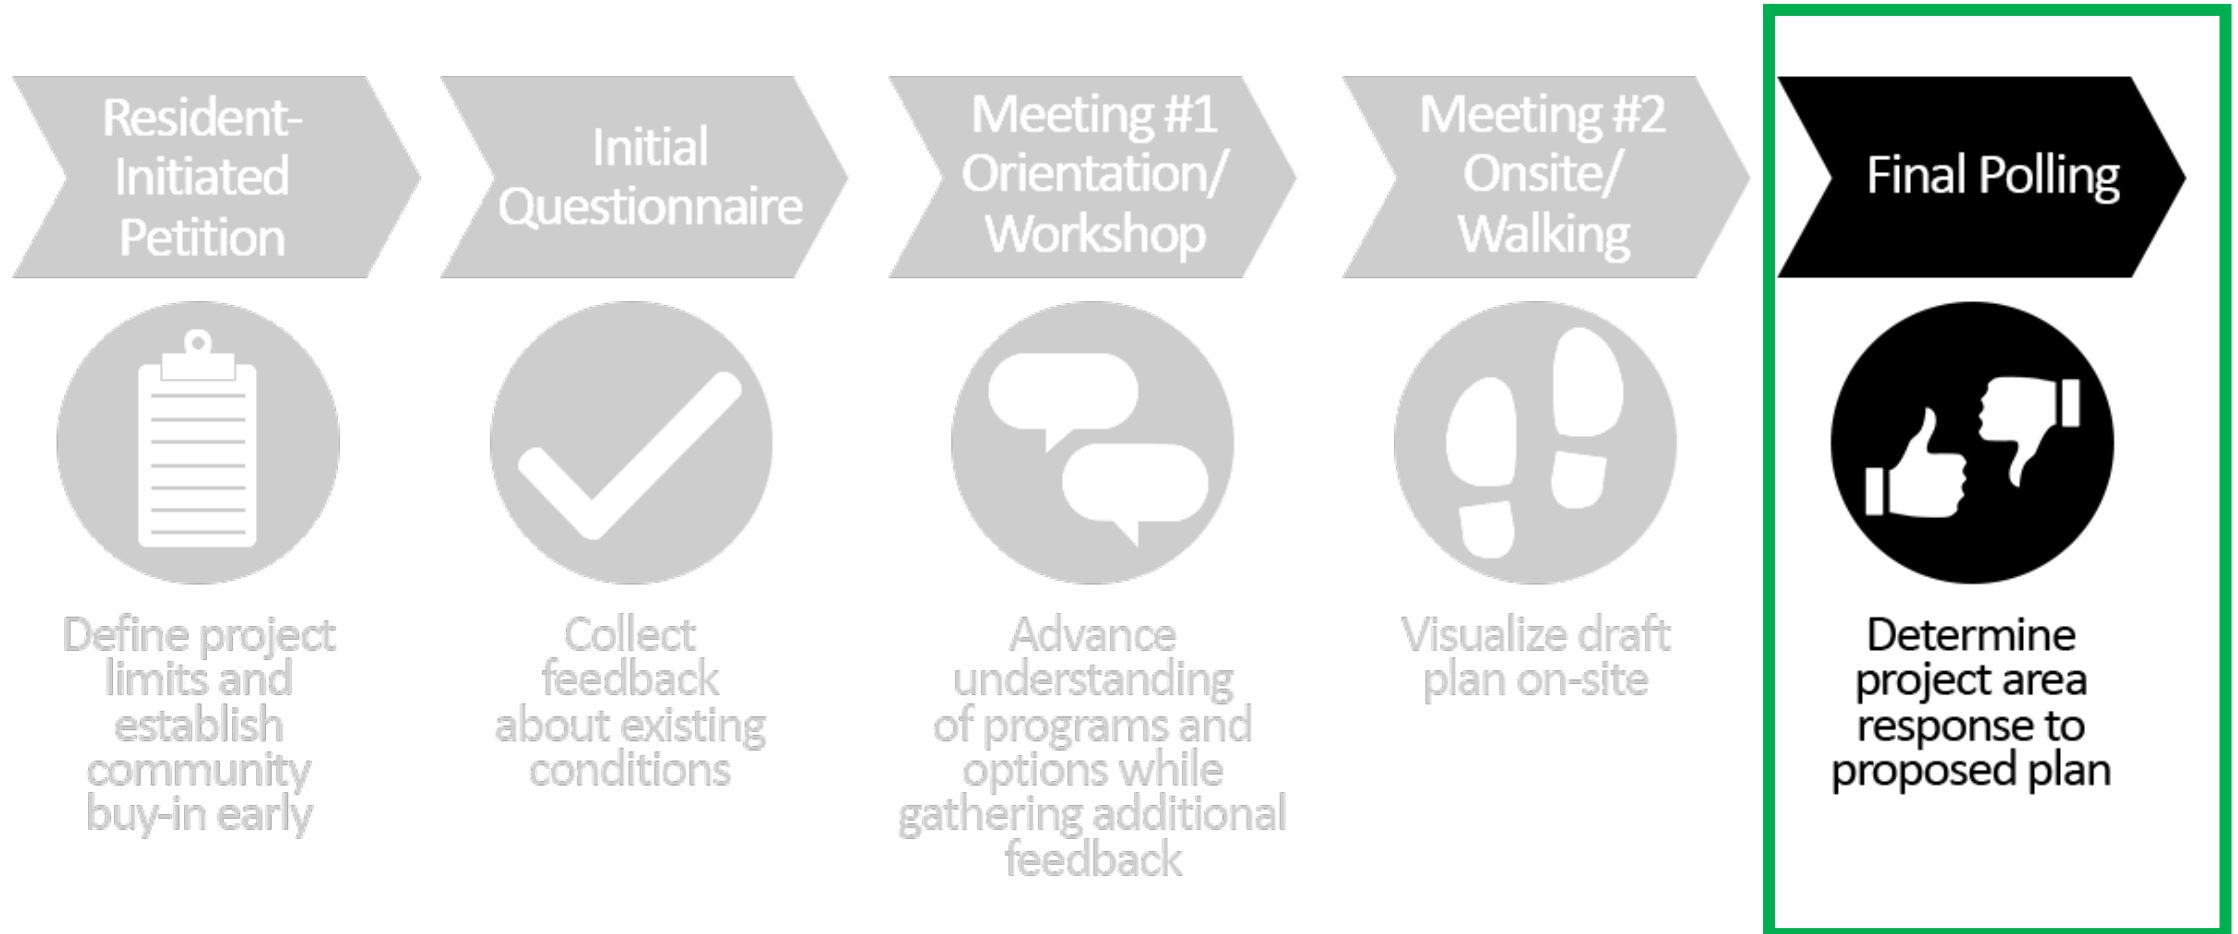 Resident-
Initiated
Petition
Initial
Questionnaire
Meeting #1
Orientation/
Workshop
Meeting #2
Onsite/
Walking
Final Polling
Define project
limits and
establish
community
buy-in early
Collect
feedback
about existing
conditions
Advance
understanding
of programs and
options while
gathering additional
feedback
Visualize draft
plan on-site
Determine
project area
response to
proposed plan